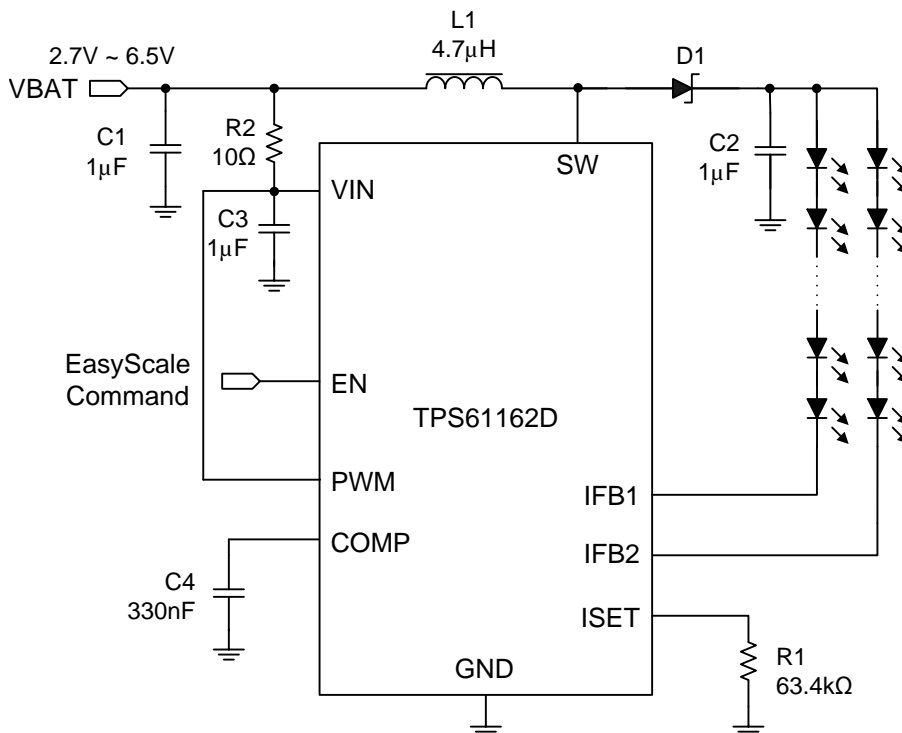 L1
4.7μH
2.7V ~ 6.5V
VBAT
D1
C1
1μF
R2
10Ω
C2
1μF
SW
VIN
C3
1μF
EasyScale
Command
EN
TPS61162D
PWM
IFB1
COMP
IFB2
C4
330nF
ISET
GND
R1
63.4kΩ